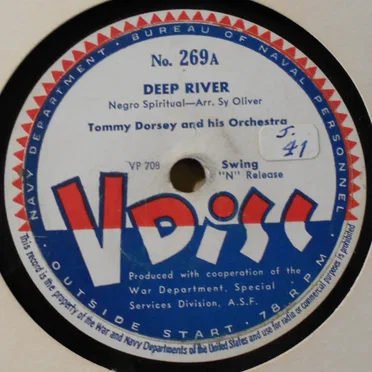 NAVY DEPARTMENT · BUREAU OF NAVAL PERSONNEL
No. 269A
DEEP RIVER
Negro Spiritual—Arr. Sy Oliver
Tommy Dorsey and his Orchestra
J.
41
VP 708
Swing
"N" Release
V Disc
Produced with cooperation of the
War Department, Special
Services Division, A.S.F.
· OUTSIDE START · 78 R.P.M.
This record is the property of the War and Navy Departments of the United States and use for radio or commercial purposes is prohibited